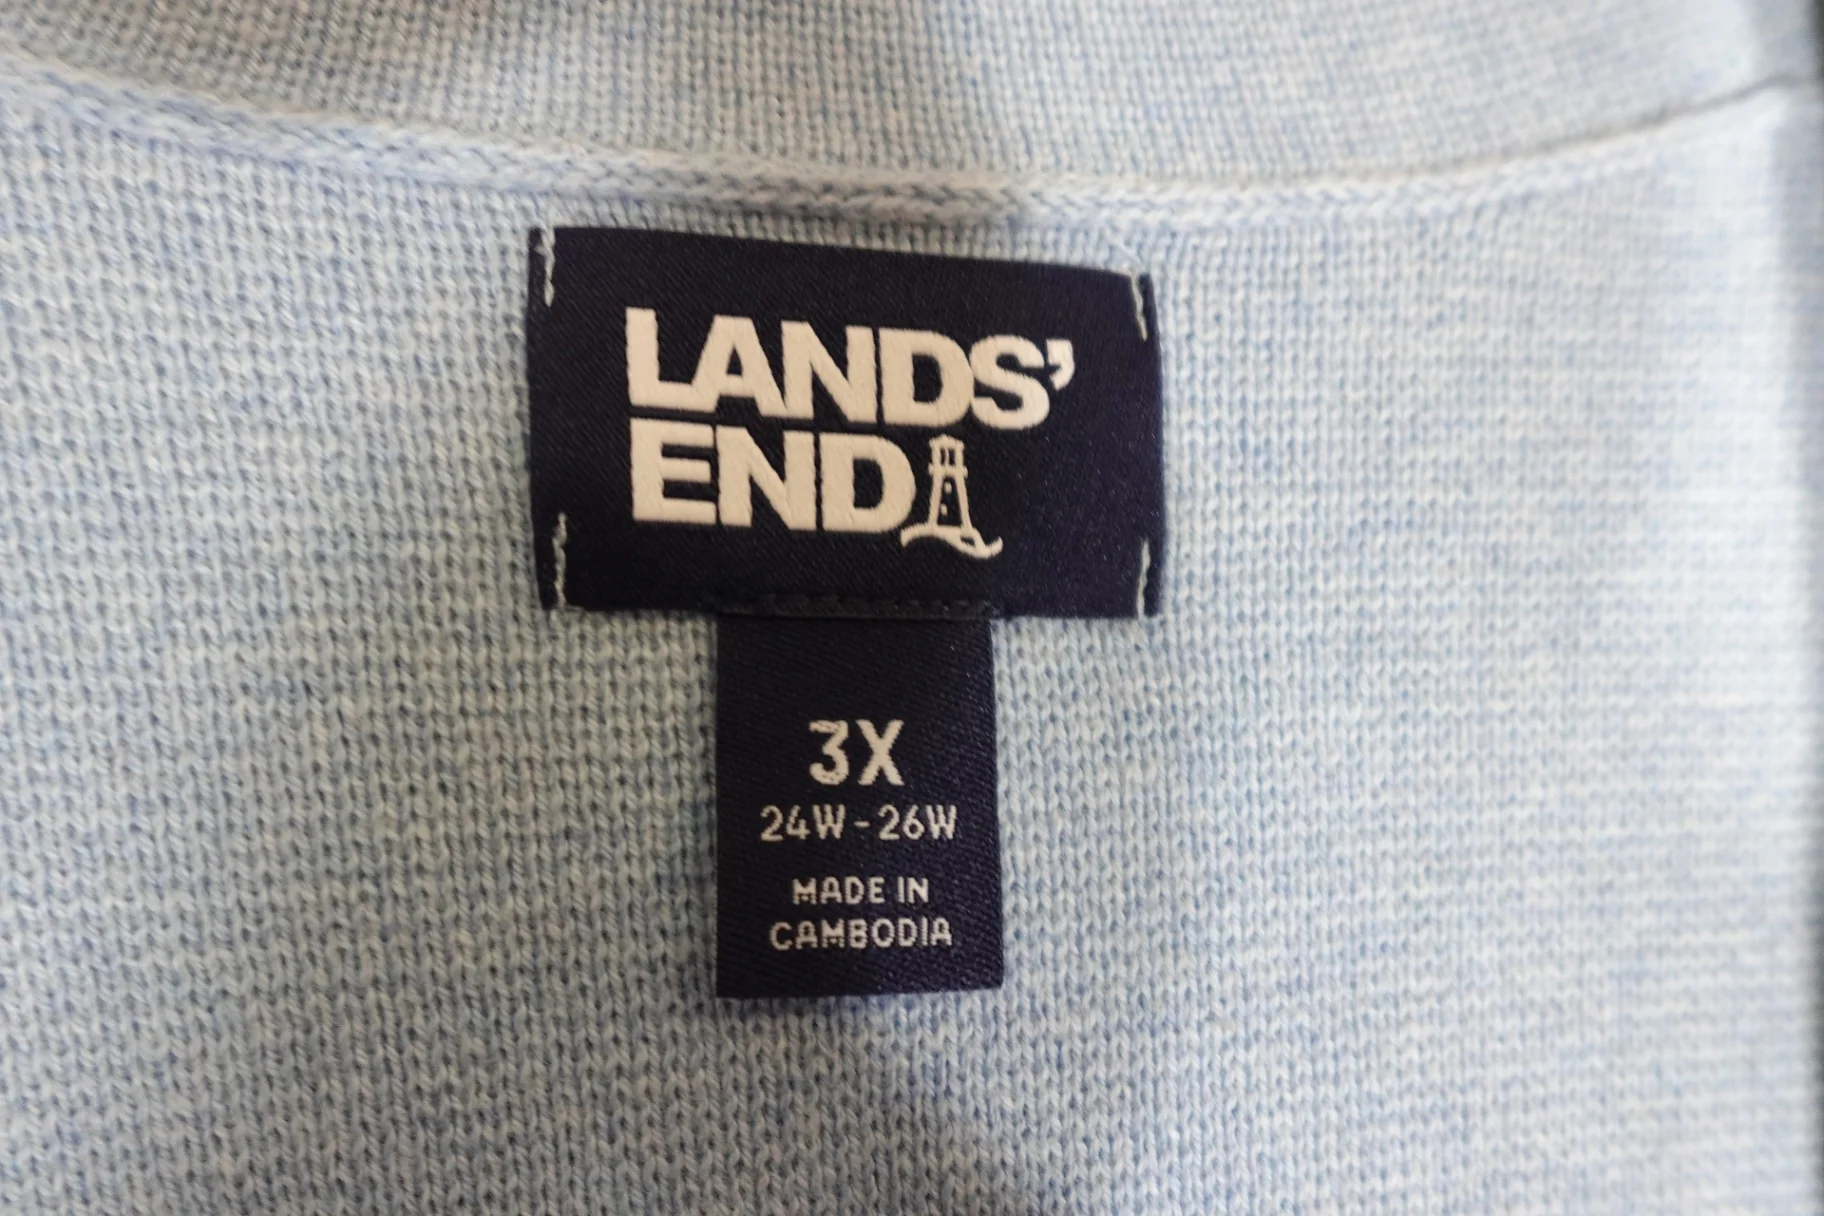 LANDS’
END
3X
24W-26W
MADE IN
CAMBODIA